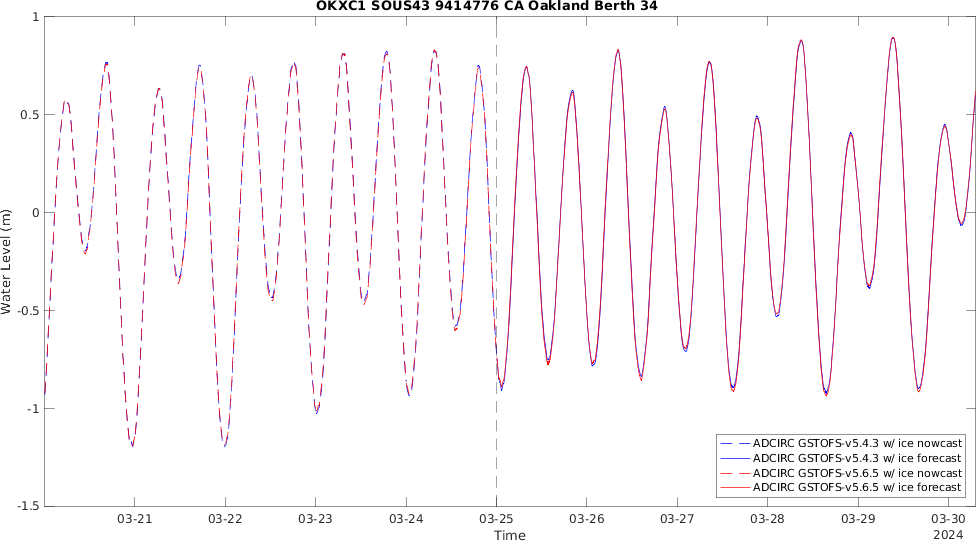 OKXC1 SOUS43 9414776 CA Oakland Berth 34
1
0.5
0
-0.5
-1
-1.5
Water Level (m)
03-21 03-22 03-23 03-24 03-25 03-26 03-27 03-28 03-29 03-30
Time
2024
ADCIRC GSTOFS-v5.4.3 w/ ice nowcast
ADCIRC GSTOFS-v5.4.3 w/ ice forecast
ADCIRC GSTOFS-v5.6.5 w/ ice nowcast
ADCIRC GSTOFS-v5.6.5 w/ ice forecast